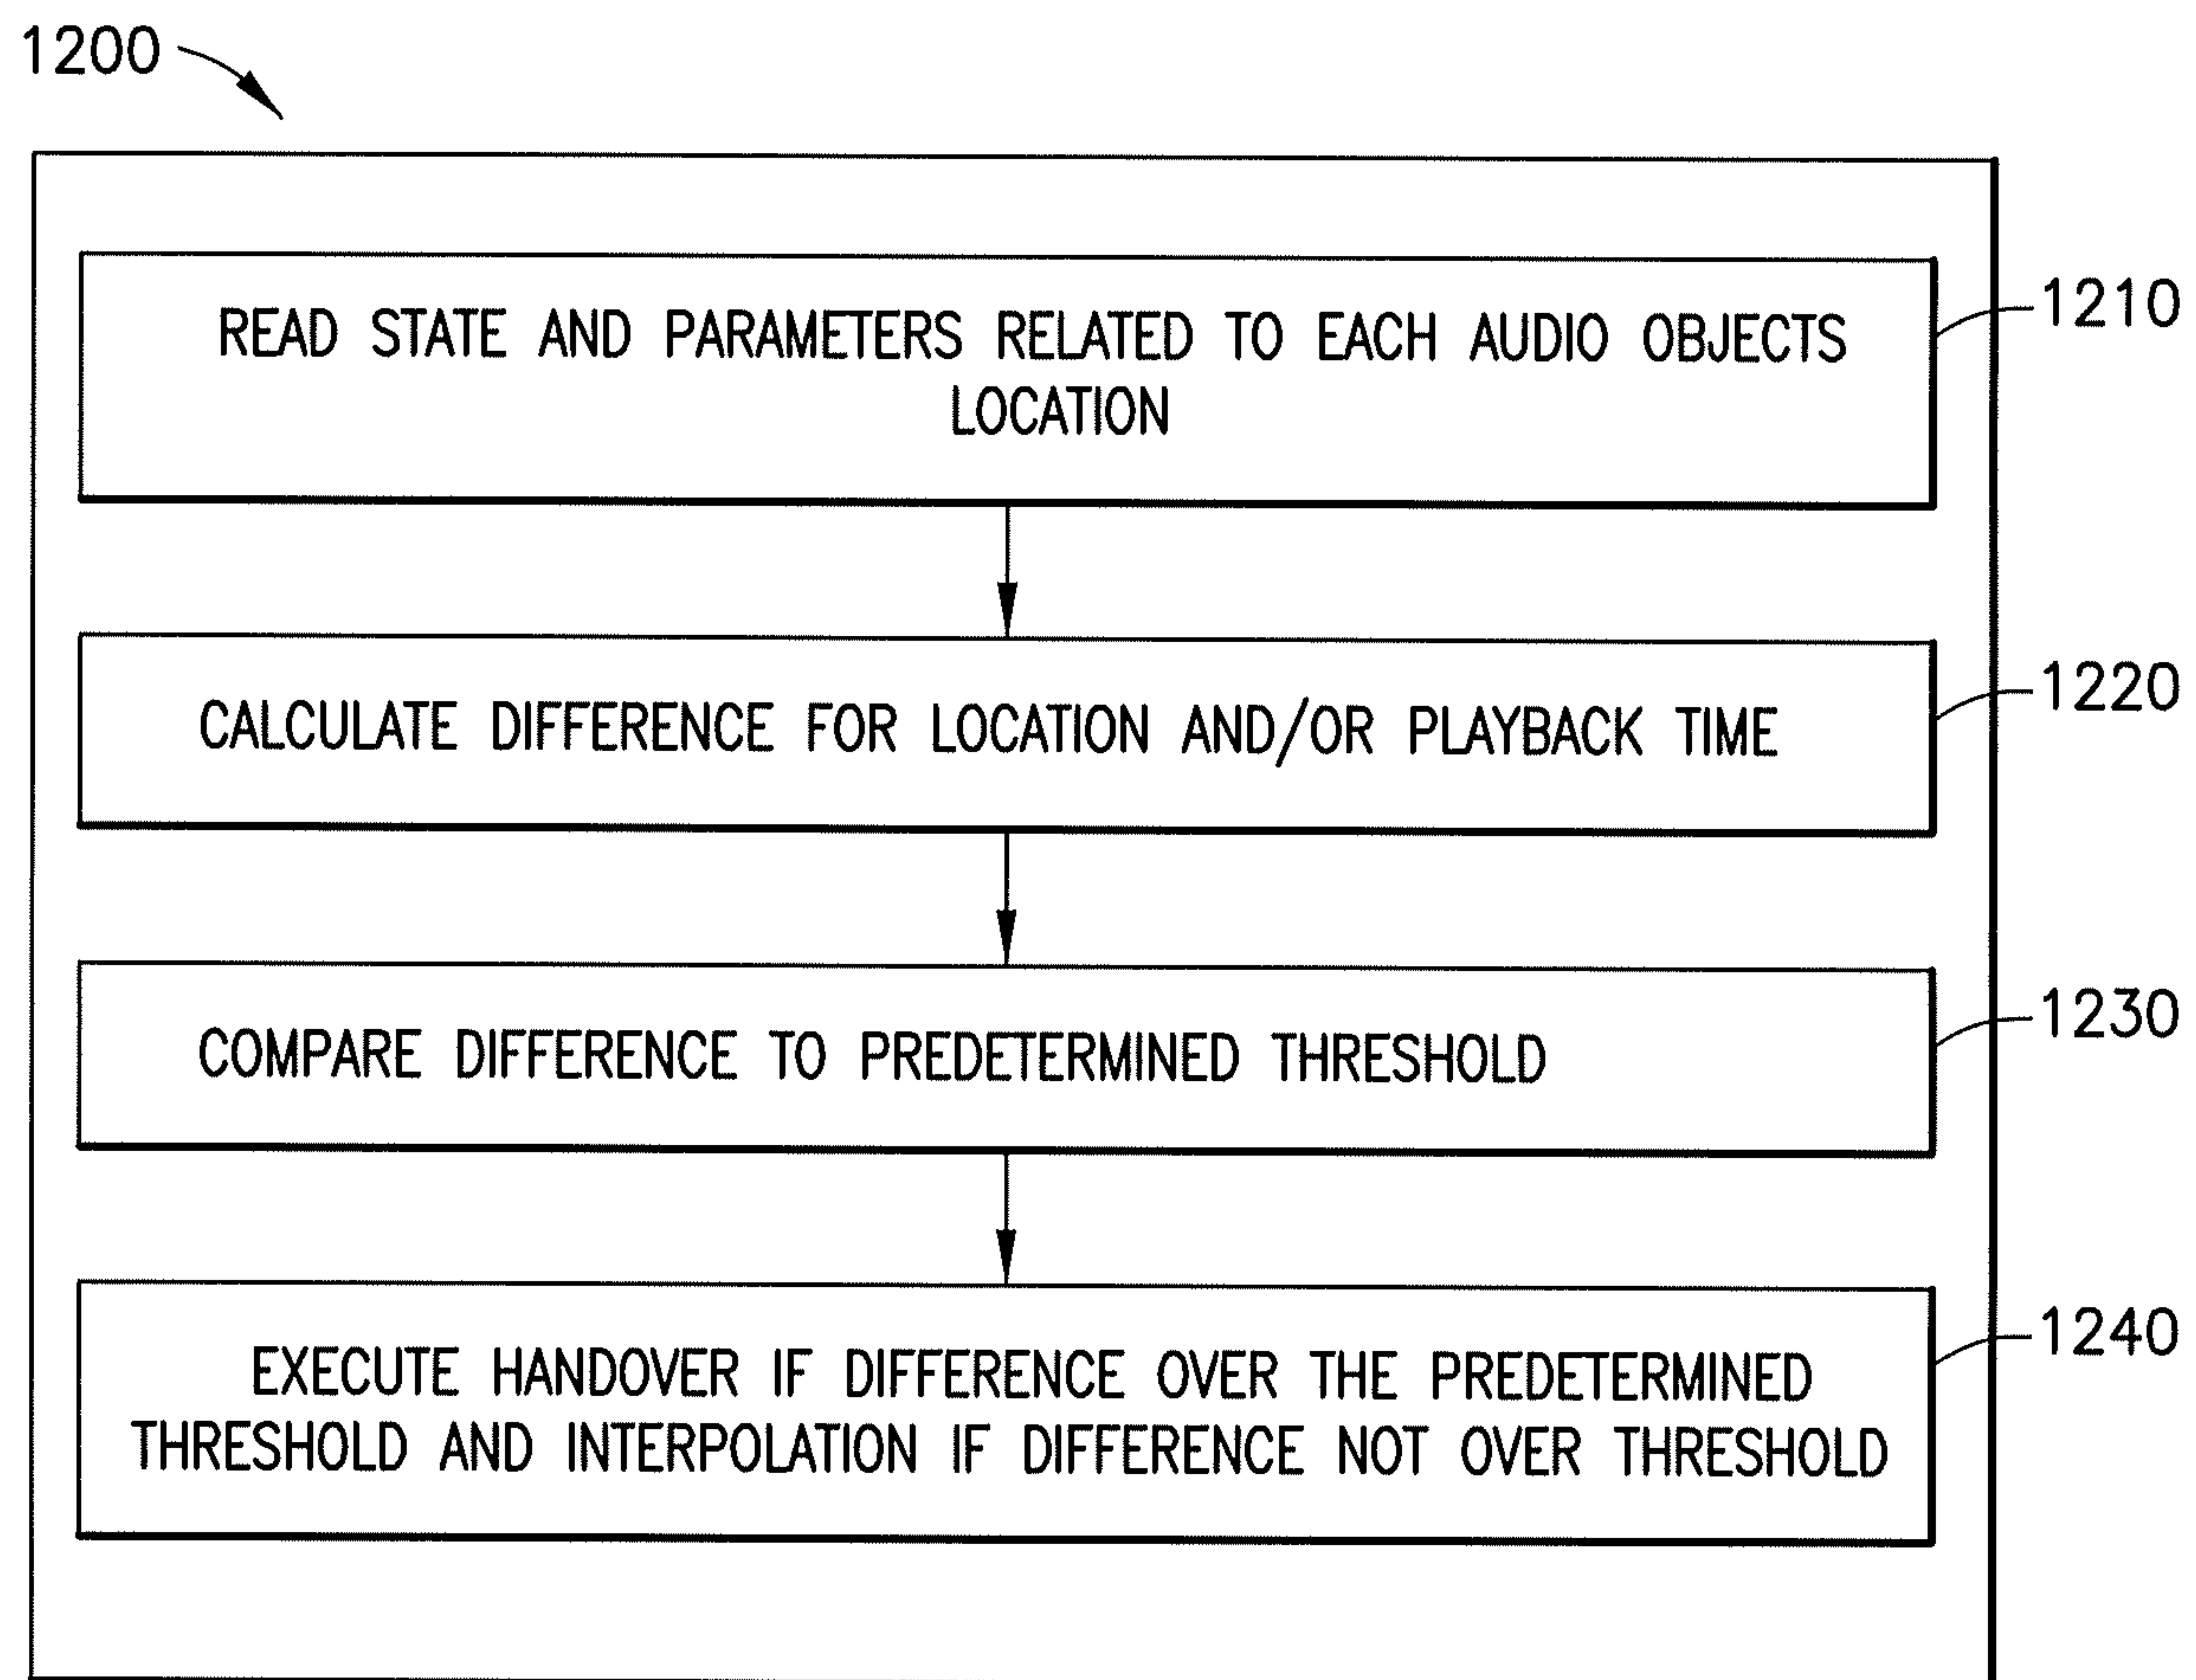 1200
READ STATE AND PARAMETERS RELATED TO EACH AUDIO OBJECTS
LOCATION
1210
CALCULATE DIFFERENCE FOR LOCATION AND/OR PLAYBACK TIME
1220
COMPARE DIFFERENCE TO PREDETERMINED THRESHOLD
1230
EXECUTE HANDOVER IF DIFFERENCE OVER THE PREDETERMINED
THRESHOLD AND INTERPOLATION IF DIFFERENCE NOT OVER THRESHOLD
1240